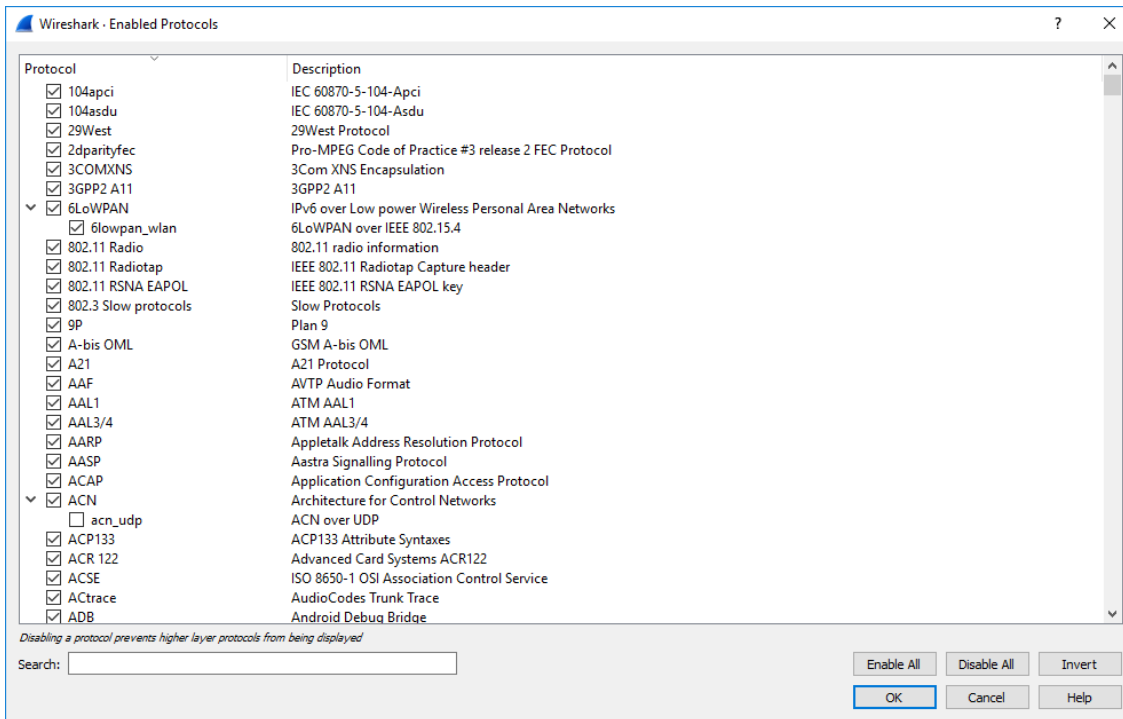 Wireshark · Enabled Protocols
Protocol Description
104apci IEC 60870-5-104-Apci
104asdu IEC 60870-5-104-Asdu
29West 29West Protocol
2dparityfec Pro-MPEG Code of Practice #3 release 2 FEC Protocol
3COMXNS 3Com XNS Encapsulation
3GPP2 A11 3GPP2 A11
6LoWPAN IPv6 over Low power Wireless Personal Area Networks
6lowpan_wlan 6LoWPAN over IEEE 802.15.4
802.11 Radio 802.11 radio information
802.11 Radiotap IEEE 802.11 Radiotap Capture header
802.11 RSNA EAPOL IEEE 802.11 RSNA EAPOL key
802.3 Slow protocols Slow Protocols
9P Plan 9
A-bis OML GSM A-bis OML
A21 A21 Protocol
AAF AVTP Audio Format
AAL1 ATM AAL1
AAL3/4 ATM AAL3/4
AARP Appletalk Address Resolution Protocol
AASP Aastra Signalling Protocol
ACAP Application Configuration Access Protocol
ACN Architecture for Control Networks
acn_udp ACN over UDP
ACP133 ACP133 Attribute Syntaxes
ACR 122 Advanced Card Systems ACR122
ACSE ISO 8650-1 OSI Association Control Service
ACtrace AudioCodes Trunk Trace
ADB Android Debug Bridge
Disabling a protocol prevents higher layer protocols from being displayed
Search: Enable All Disable All Invert
OK Cancel Help